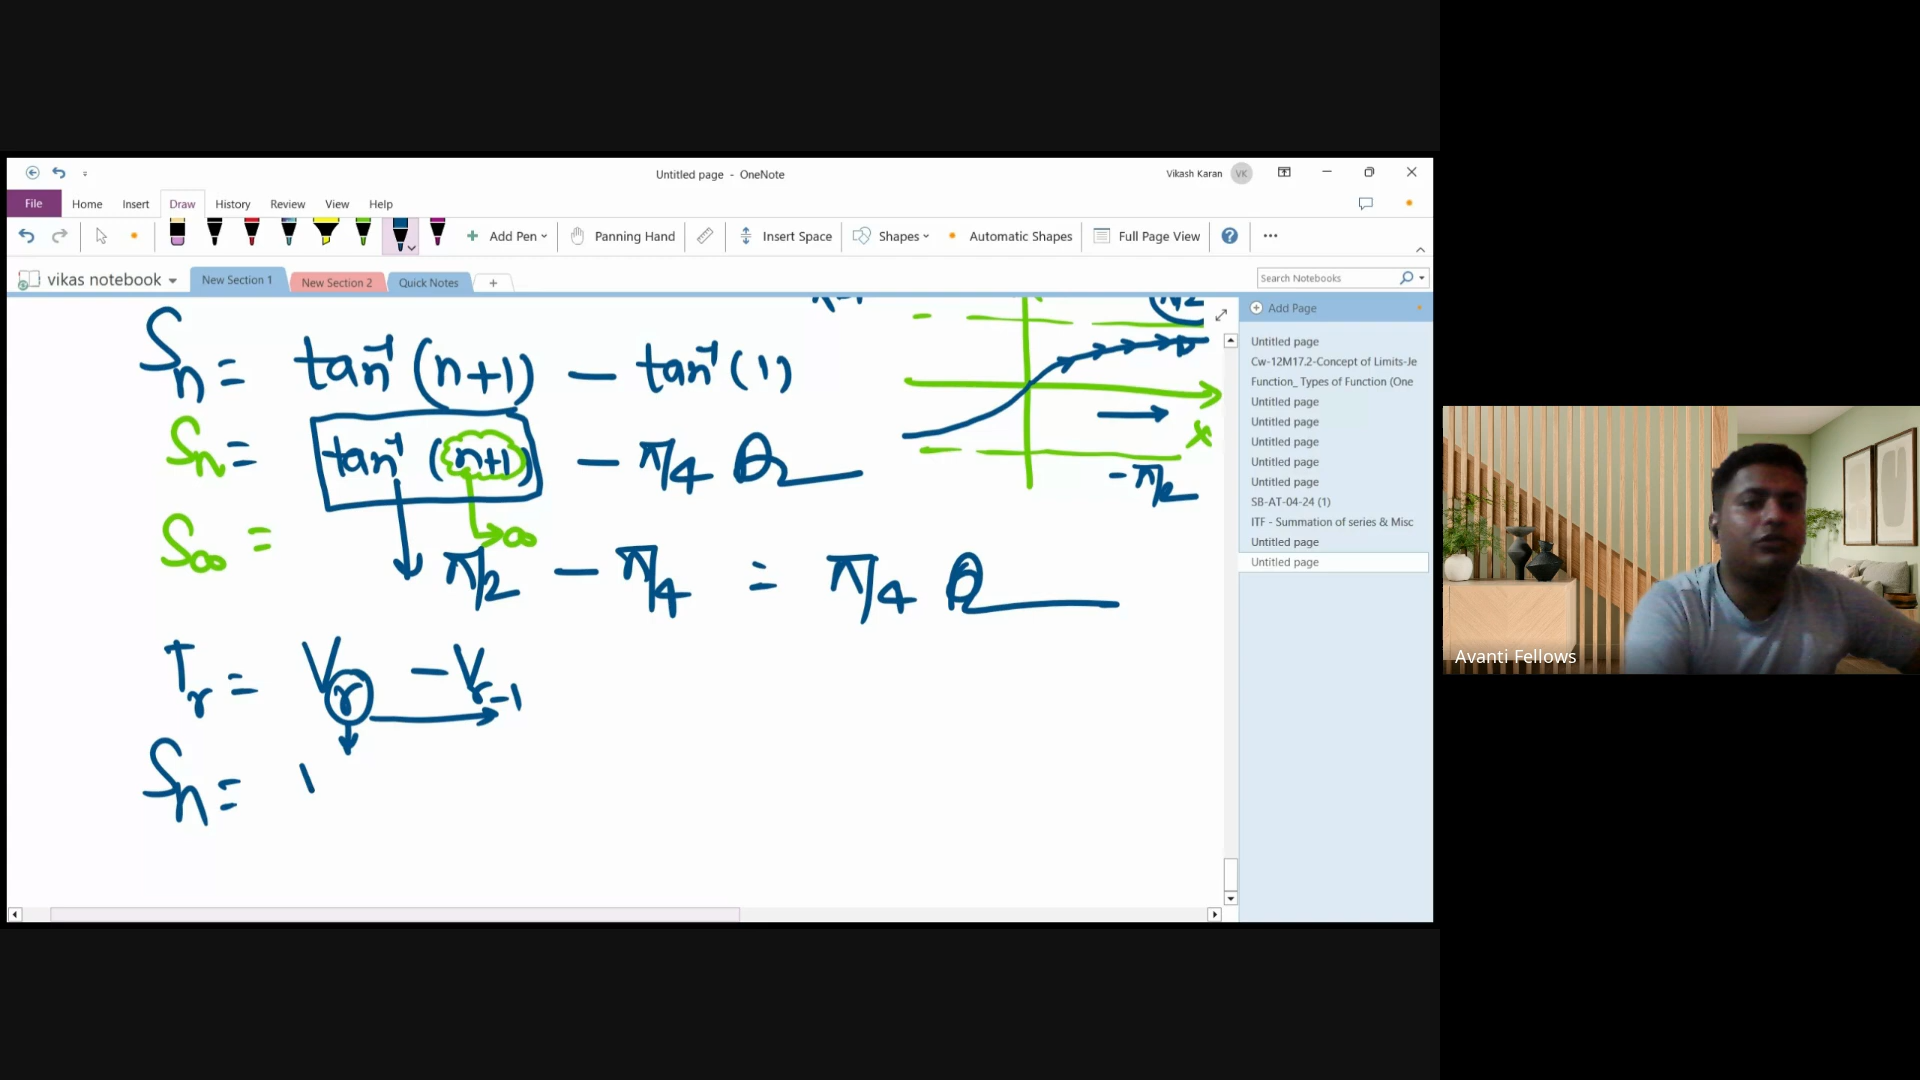 Untitled page - OneNote
Vikash Karan VK
File Home Insert Draw History Review View Help
Add Pen Panning Hand Insert Space Shapes Automatic Shapes Full Page View
vikas notebook New Section 1 New Section 2 Quick Notes
Search Notebooks
Add Page
Untitled page
Cw-12M17.2-Concept of Limits-Je
Function_ Types of Function (One
Untitled page
Untitled page
Untitled page
Untitled page
Untitled page
SB-AT-04-24 (1)
ITF - Summation of series & Misc
Untitled page
Untitled page
Sn = tan⁻¹ (n+1) − tan⁻¹ (1)
Sn = tan⁻¹ (n+1) − π/4
x
-π/2
S∞ = →∞
π/2 − π/4 = π/4
Tr = Vr − Vr-1
Sn =
Avanti Fellows